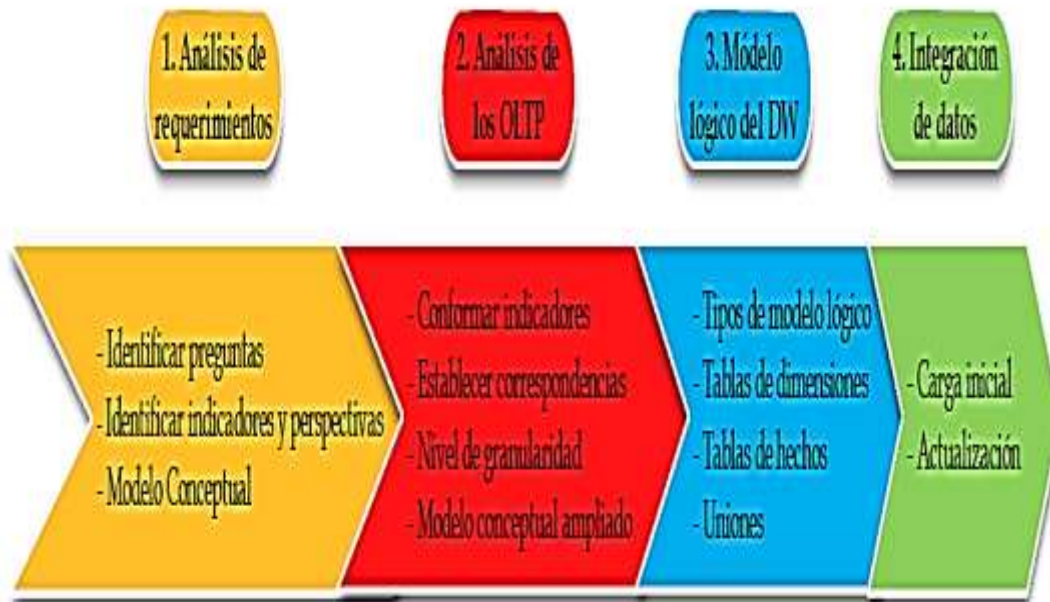 1. Análisis de
requerimientos
2. Análisis de
los OLTP
3. Módelo
lógico del DW
4. Integración
de datos
- Identificar preguntas
- Identificar indicadores y perspectivas
- Modelo Conceptual
- Conformar indicadores
- Establecer correspondencias
- Nivel de granularidad
- Modelo conceptual ampliado
- Tipos de modelo lógico
- Tablas de dimensiones
- Tablas de hechos
- Uniones
- Carga inicial
- Actualización